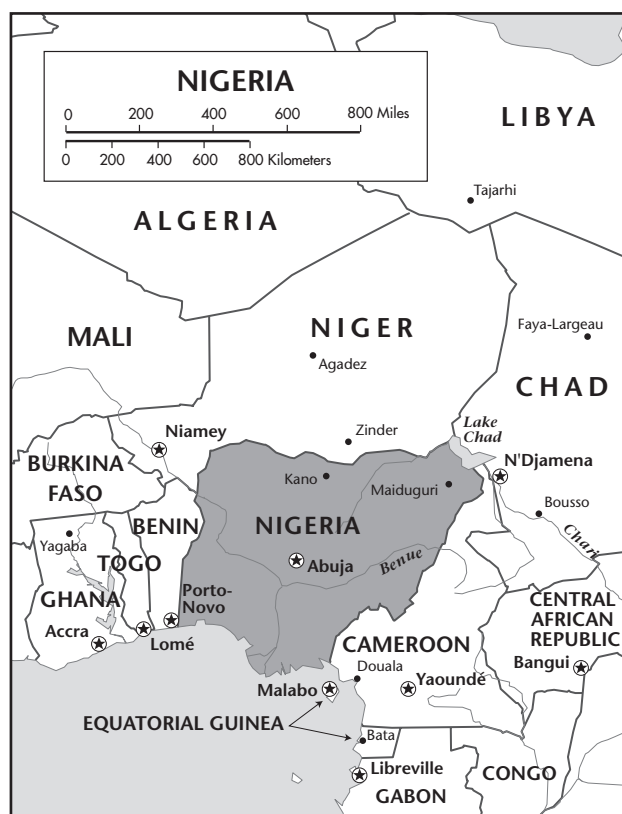 NIGERIA
0 200 400 600 800 Miles
0 200 400 600 800 Kilometers
LIBYA
Tajarhi
ALGERIA
NIGER
MALI
Faya-Largeau
Agadez
CHAD
Lake
Chad
Zinder
Niamey
BURKINA
FASO
Kano
Maiduguri
N'Djamena
Bousso
Chari
BENIN
NIGERIA
Yagaba
TOGO
Abuja
Benue
GHANA
Porto-
Novo
CENTRAL
AFRICAN
REPUBLIC
Accra
Lomé
CAMEROON
Bangui
Douala
Malabo
Yaoundé
EQUATORIAL GUINEA
Bata
Libreville
CONGO
GABON